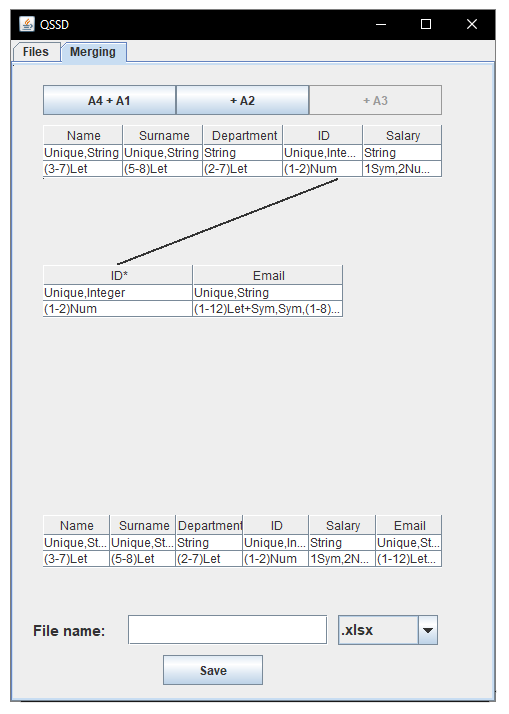 QSSD
Files Merging
A4 + A1 + A2 + A3
Name Surname Department ID Salary
Unique,String Unique,String String Unique,Inte... String
(3-7)Let (5-8)Let (2-7)Let (1-2)Num 1Sym,2Nu...
ID* Email
Unique,Integer Unique,String
(1-2)Num (1-12)Let+Sym,Sym,(1-8)...
Name Surname Department ID Salary Email
Unique,St... Unique,St... String Unique,In... String Unique,St...
(3-7)Let (5-8)Let (2-7)Let (1-2)Num 1Sym,2N... (1-12)Let...
File name: .xlsx
Save